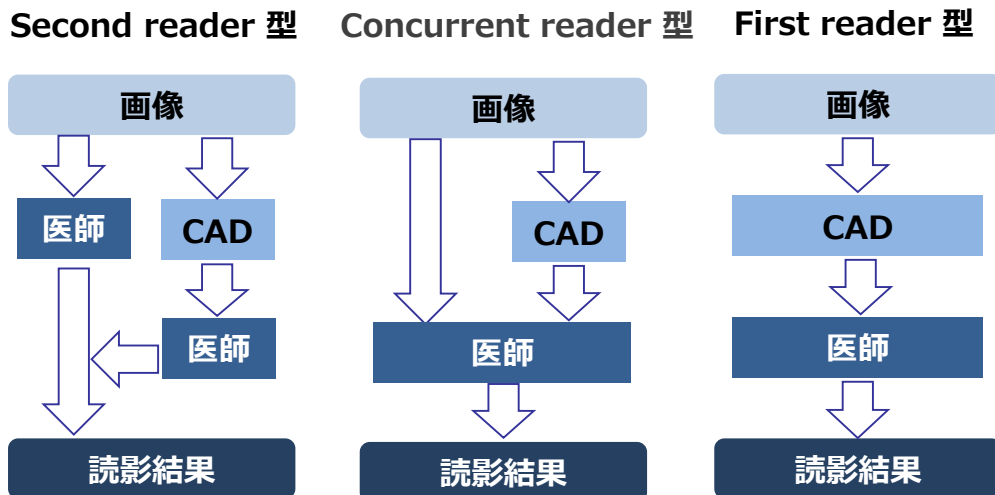 Second reader 型
画像
医師
CAD
医師
読影結果
Concurrent reader 型
画像
CAD
医師
読影結果
First reader 型
画像
CAD
医師
読影結果